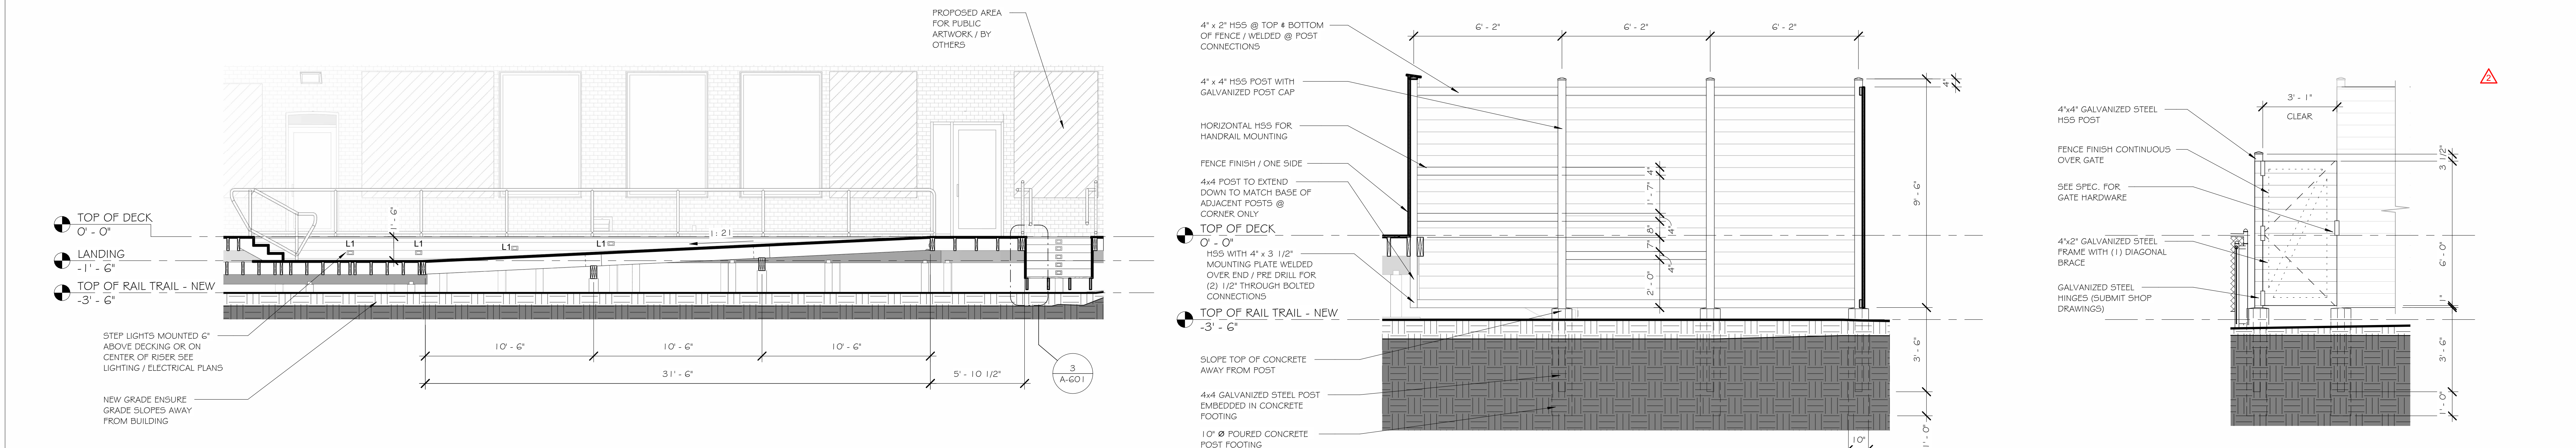 PROPOSED AREA
FOR PUBLIC
ARTWORK / BY
OTHERS
TOP OF DECK
0' - 0"
LANDING
-1' - 6"
TOP OF RAIL TRAIL - NEW
-3' - 6"
1' - 6"
L1
L1
L1
L1
1 : 21
STEP LIGHTS MOUNTED 6"
ABOVE DECKING OR ON
CENTER OF RISER SEE
LIGHTING / ELECTRICAL PLANS
NEW GRADE ENSURE
GRADE SLOPES AWAY
FROM BUILDING
10' - 6"
10' - 6"
10' - 6"
31' - 6"
5' - 10 1/2"
3
A-601
4" x 2" HSS @ TOP & BOTTOM
OF FENCE / WELDED @ POST
CONNECTIONS
4" x 4" HSS POST WITH
GALVANIZED POST CAP
HORIZONTAL HSS FOR
HANDRAIL MOUNTING
FENCE FINISH / ONE SIDE
4x4 POST TO EXTEND
DOWN TO MATCH BASE OF
ADJACENT POSTS @
CORNER ONLY
TOP OF DECK
0' - 0"
HSS WITH 4" x 3 1/2"
MOUNTING PLATE WELDED
OVER END / PRE DRILL FOR
(2) 1/2" THROUGH BOLTED
CONNECTIONS
TOP OF RAIL TRAIL - NEW
-3' - 6"
SLOPE TOP OF CONCRETE
AWAY FROM POST
4x4 GALVANIZED STEEL POST
EMBEDDED IN CONCRETE
FOOTING
10" Ø POURED CONCRETE
POST FOOTING
6' - 2"
6' - 2"
6' - 2"
4"
1' - 7"
8"
4"
7"
4"
2' - 0"
4"
9' - 6"
3' - 6"
1' - 0"
10"
4"x4" GALVANIZED STEEL
HSS POST
FENCE FINISH CONTINUOUS
OVER GATE
SEE SPEC. FOR
GATE HARDWARE
4"x2" GALVANIZED STEEL
FRAME WITH (1) DIAGONAL
BRACE
GALVANIZED STEEL
HINGES (SUBMIT SHOP
DRAWINGS)
3' - 1"
CLEAR
3 1/2"
6' - 0"
1"
3' - 6"
1' - 0"
2